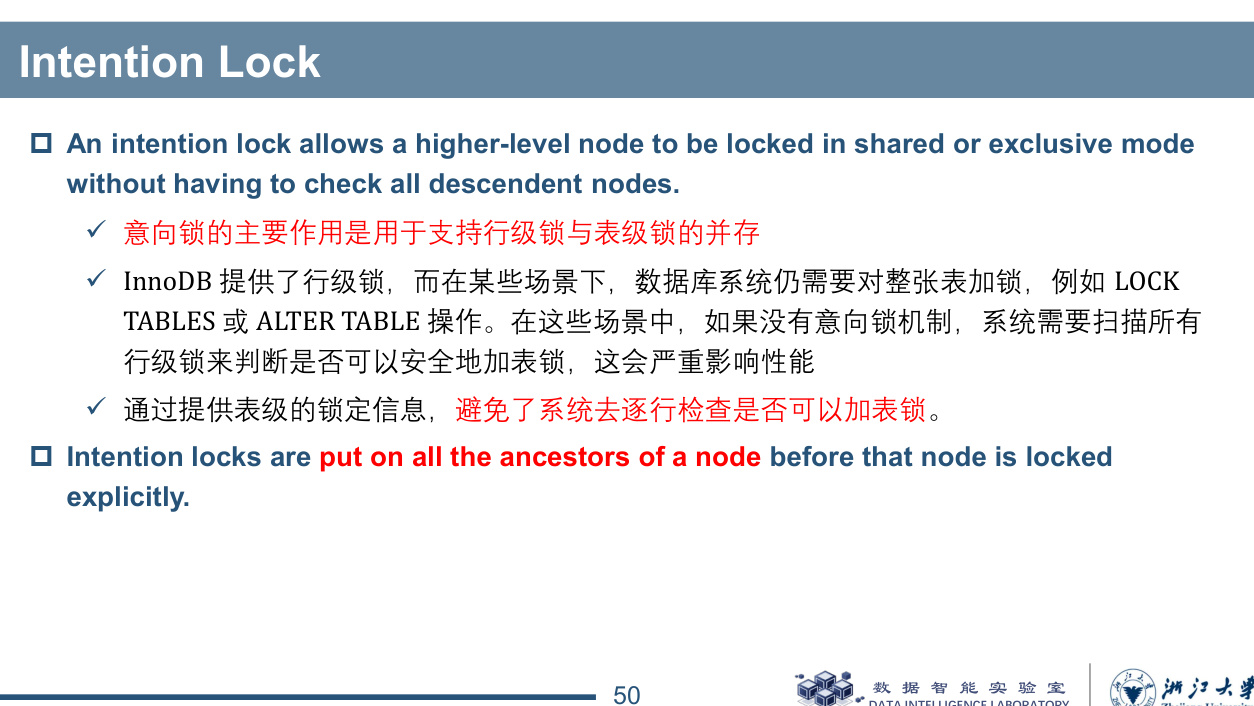 Intention Lock
An intention lock allows a higher-level node to be locked in shared or exclusive mode
without having to check all descendent nodes.
意向锁的主要作用是用于支持行级锁与表级锁的并存
InnoDB 提供了行级锁，而在某些场景下，数据库系统仍需要对整张表加锁，例如 LOCK
TABLES 或 ALTER TABLE 操作。在这些场景中，如果没有意向锁机制，系统需要扫描所有
行级锁来判断是否可以安全地加表锁，这会严重影响性能
通过提供表级的锁定信息，避免了系统去逐行检查是否可以加表锁。
Intention locks are put on all the ancestors of a node before that node is locked
explicitly.
50
数据智能实验室
DATA INTELLIGENCE LABORATORY
浙江大学